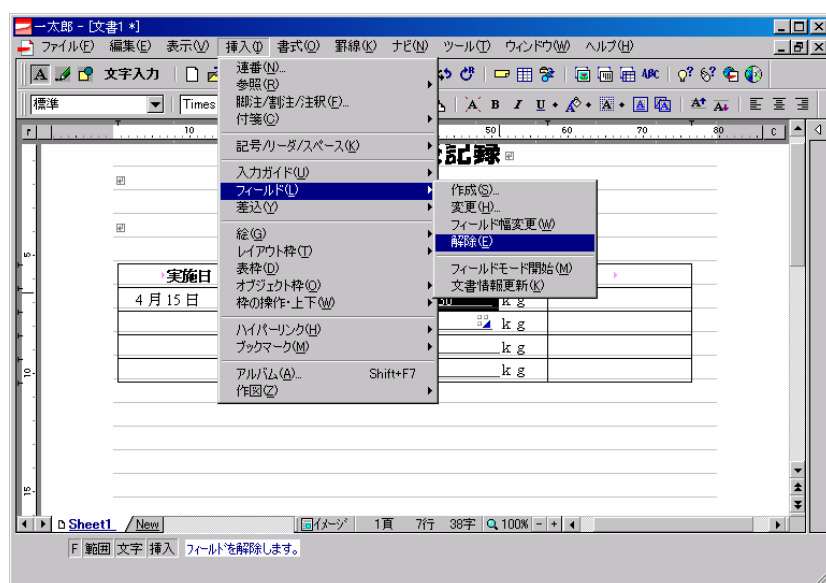 一太郎 - [文書1 *]
ファイル(F) 編集(E) 表示(V) 挿入(I) 書式(O) 罫線(K) ナビ(N) ツール(T) ウィンドウ(W) ヘルプ(H)
文字入力
標準 Times
連番(N)...
参照(R)
脚注/割注/注釈(F)...
付箋(C)
記号/リーダ/スペース(K)
入力ガイド(U)
フィールド(L)
差込(Y)
絵(G)
レイアウト枠(T)
表枠(D)
オブジェクト枠(O)
枠の操作・上下(W)
ハイパーリンク(H)
ブックマーク(M)
アルバム(A)... Shift+F7
作図(Z)
作成(S)...
変更(H)...
フィールド幅変更(W)
解除(E)
フィールドモード開始(M)
文書情報更新(K)
10 50 60 70 80
記録
実施日
4月15日 kg
kg
kg
kg
Sheet1 New イメージ 1頁 7行 38字 100%
F 範囲 文字 挿入 フィールドを解除します。